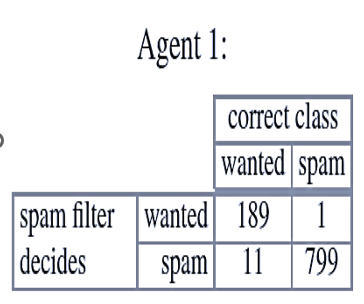 Agent 1:
correct class
wanted spam
spam filter wanted 189 1
decides spam 11 799